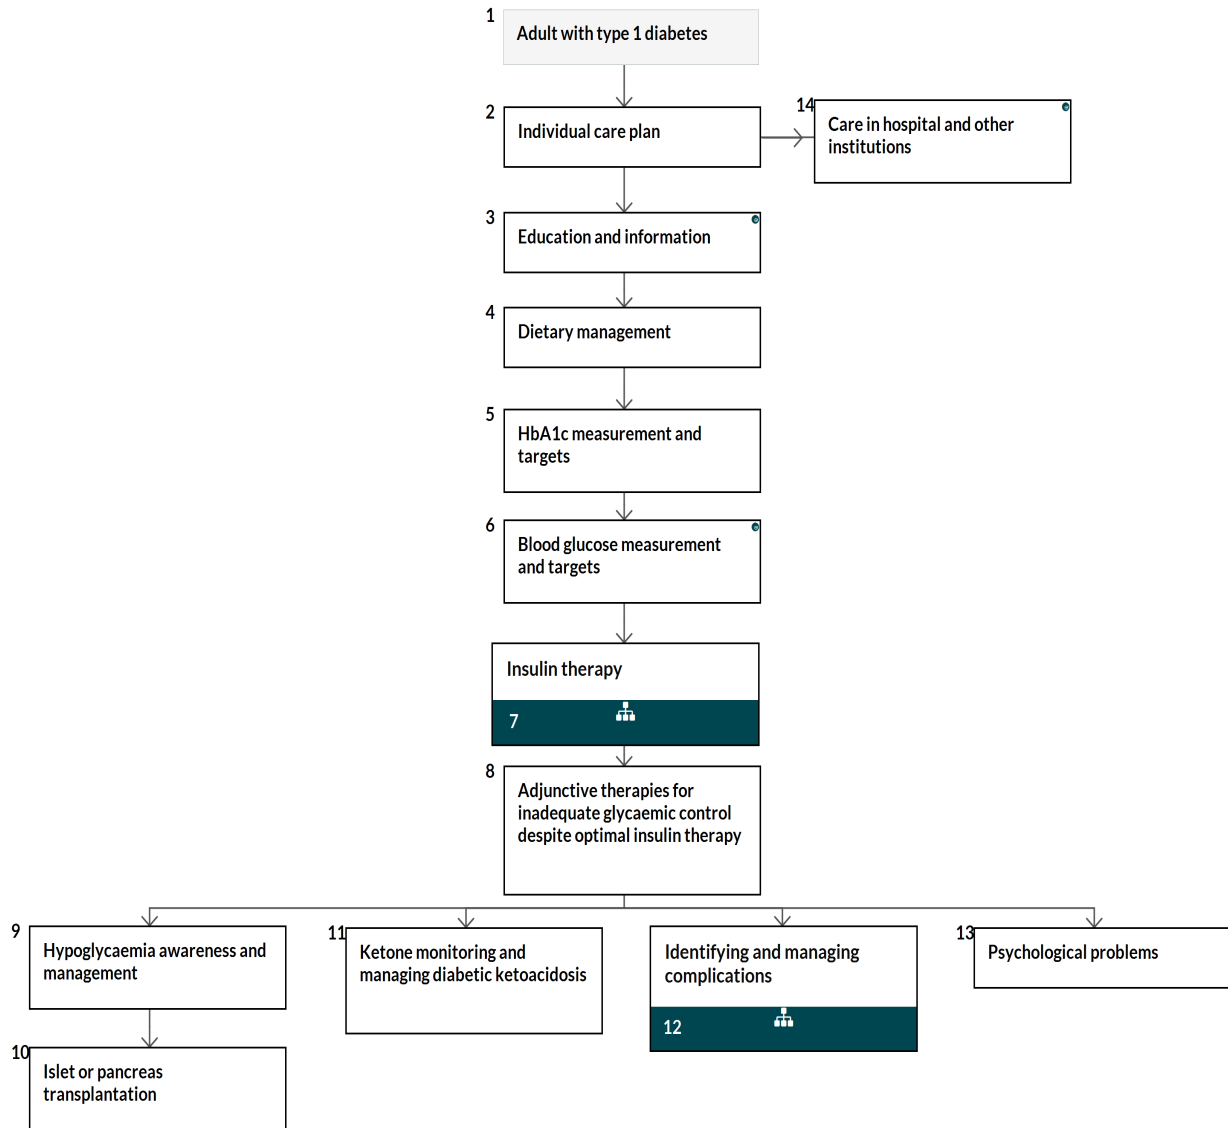 1
Adult with type 1 diabetes
2
Individual care plan
14
Care in hospital and other
institutions
3
Education and information
4
Dietary management
5
HbA1c measurement and
targets
6
Blood glucose measurement
and targets
Insulin therapy
7
8
Adjunctive therapies for
inadequate glycaemic control
despite optimal insulin therapy
9
Hypoglycaemia awareness and
management
11
Ketone monitoring and
managing diabetic ketoacidosis
Identifying and managing
complications
12
13
Psychological problems
10
Islet or pancreas
transplantation